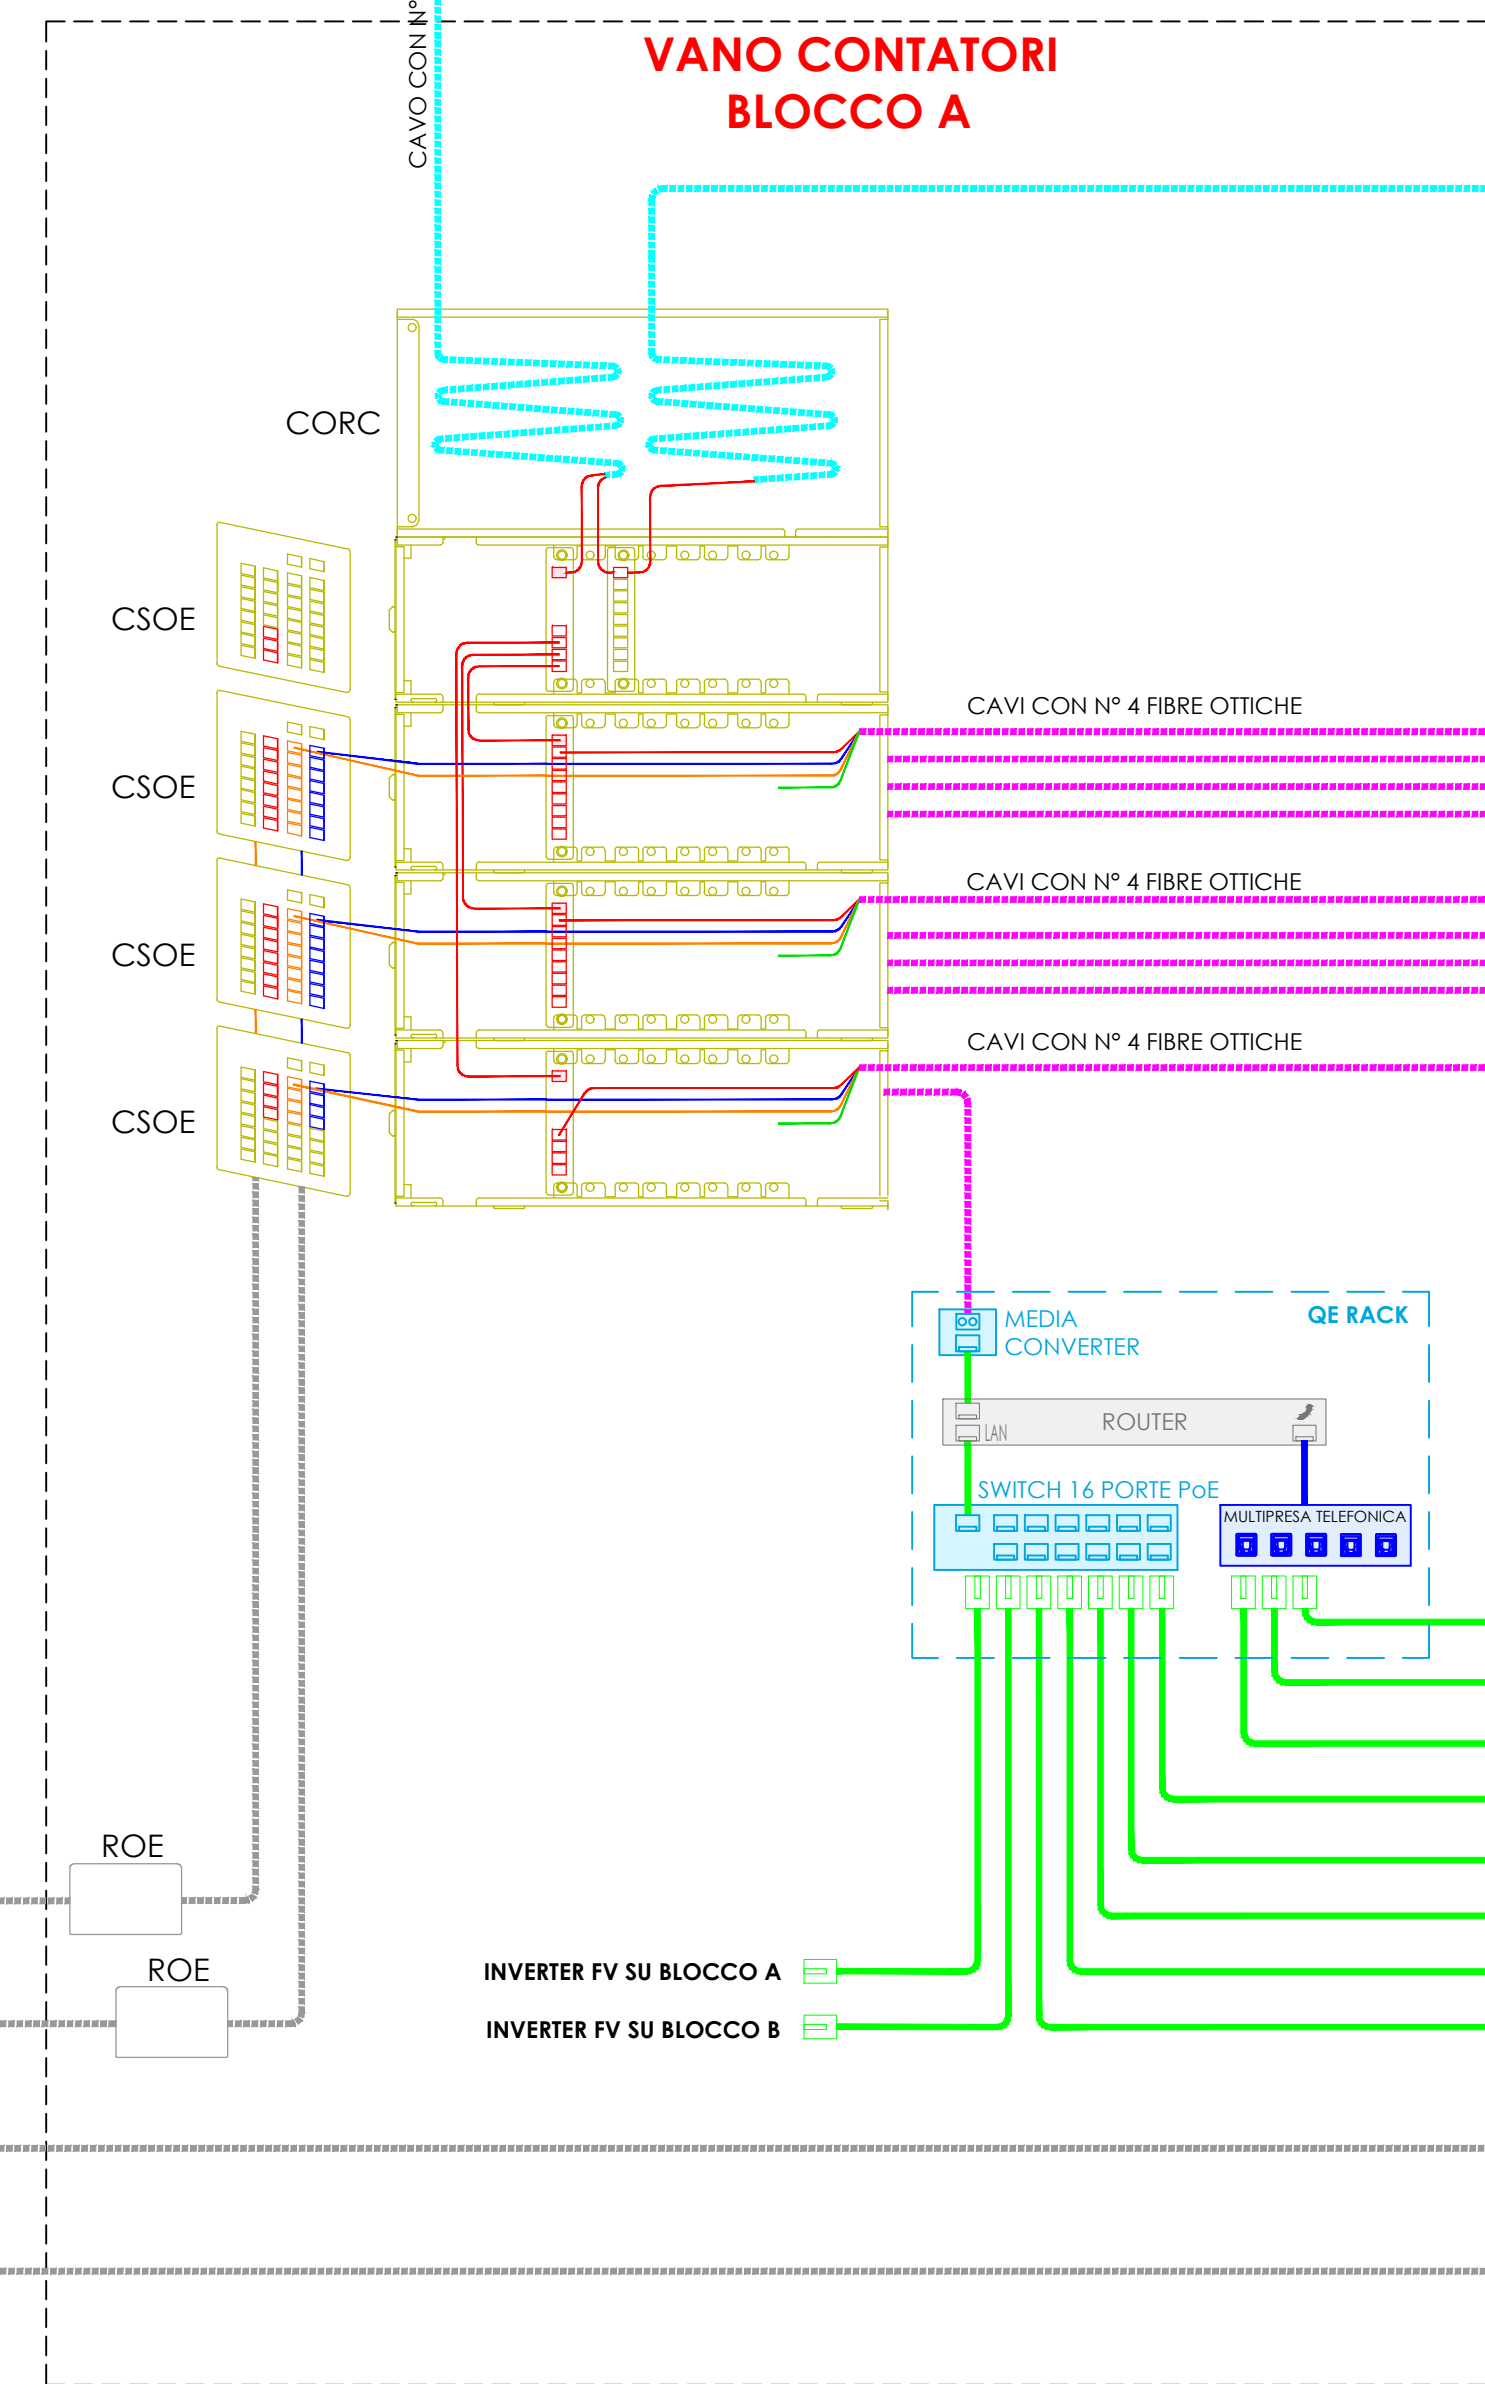 CAVO CON N°
VANO CONTATORI
BLOCCO A
CORC
CSOE
CAVI CON N° 4 FIBRE OTTICHE
CSOE
CAVI CON N° 4 FIBRE OTTICHE
CSOE
CAVI CON N° 4 FIBRE OTTICHE
CSOE
QE RACK
MEDIA
CONVERTER
ROUTER
LAN
SWITCH 16 PORTE PoE
MULTIPRESA TELEFONICA
ROE
ROE
INVERTER FV SU BLOCCO A
INVERTER FV SU BLOCCO B